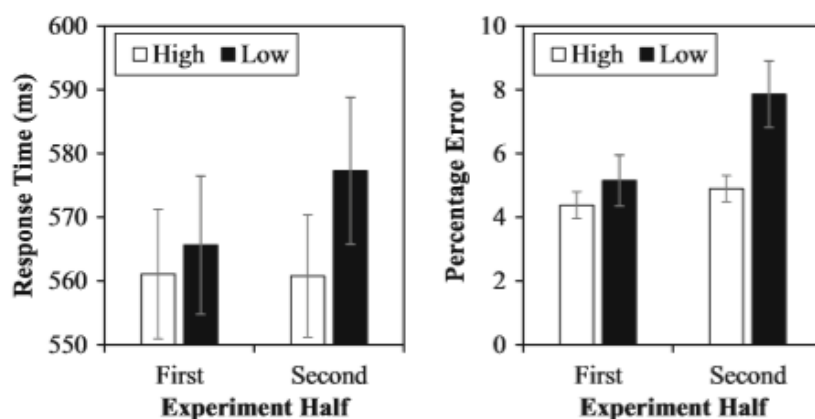 600
590
580
570
560
550
Response Time (ms)
High Low
First Second
Experiment Half
10
8
6
4
2
0
Percentage Error
High Low
First Second
Experiment Half